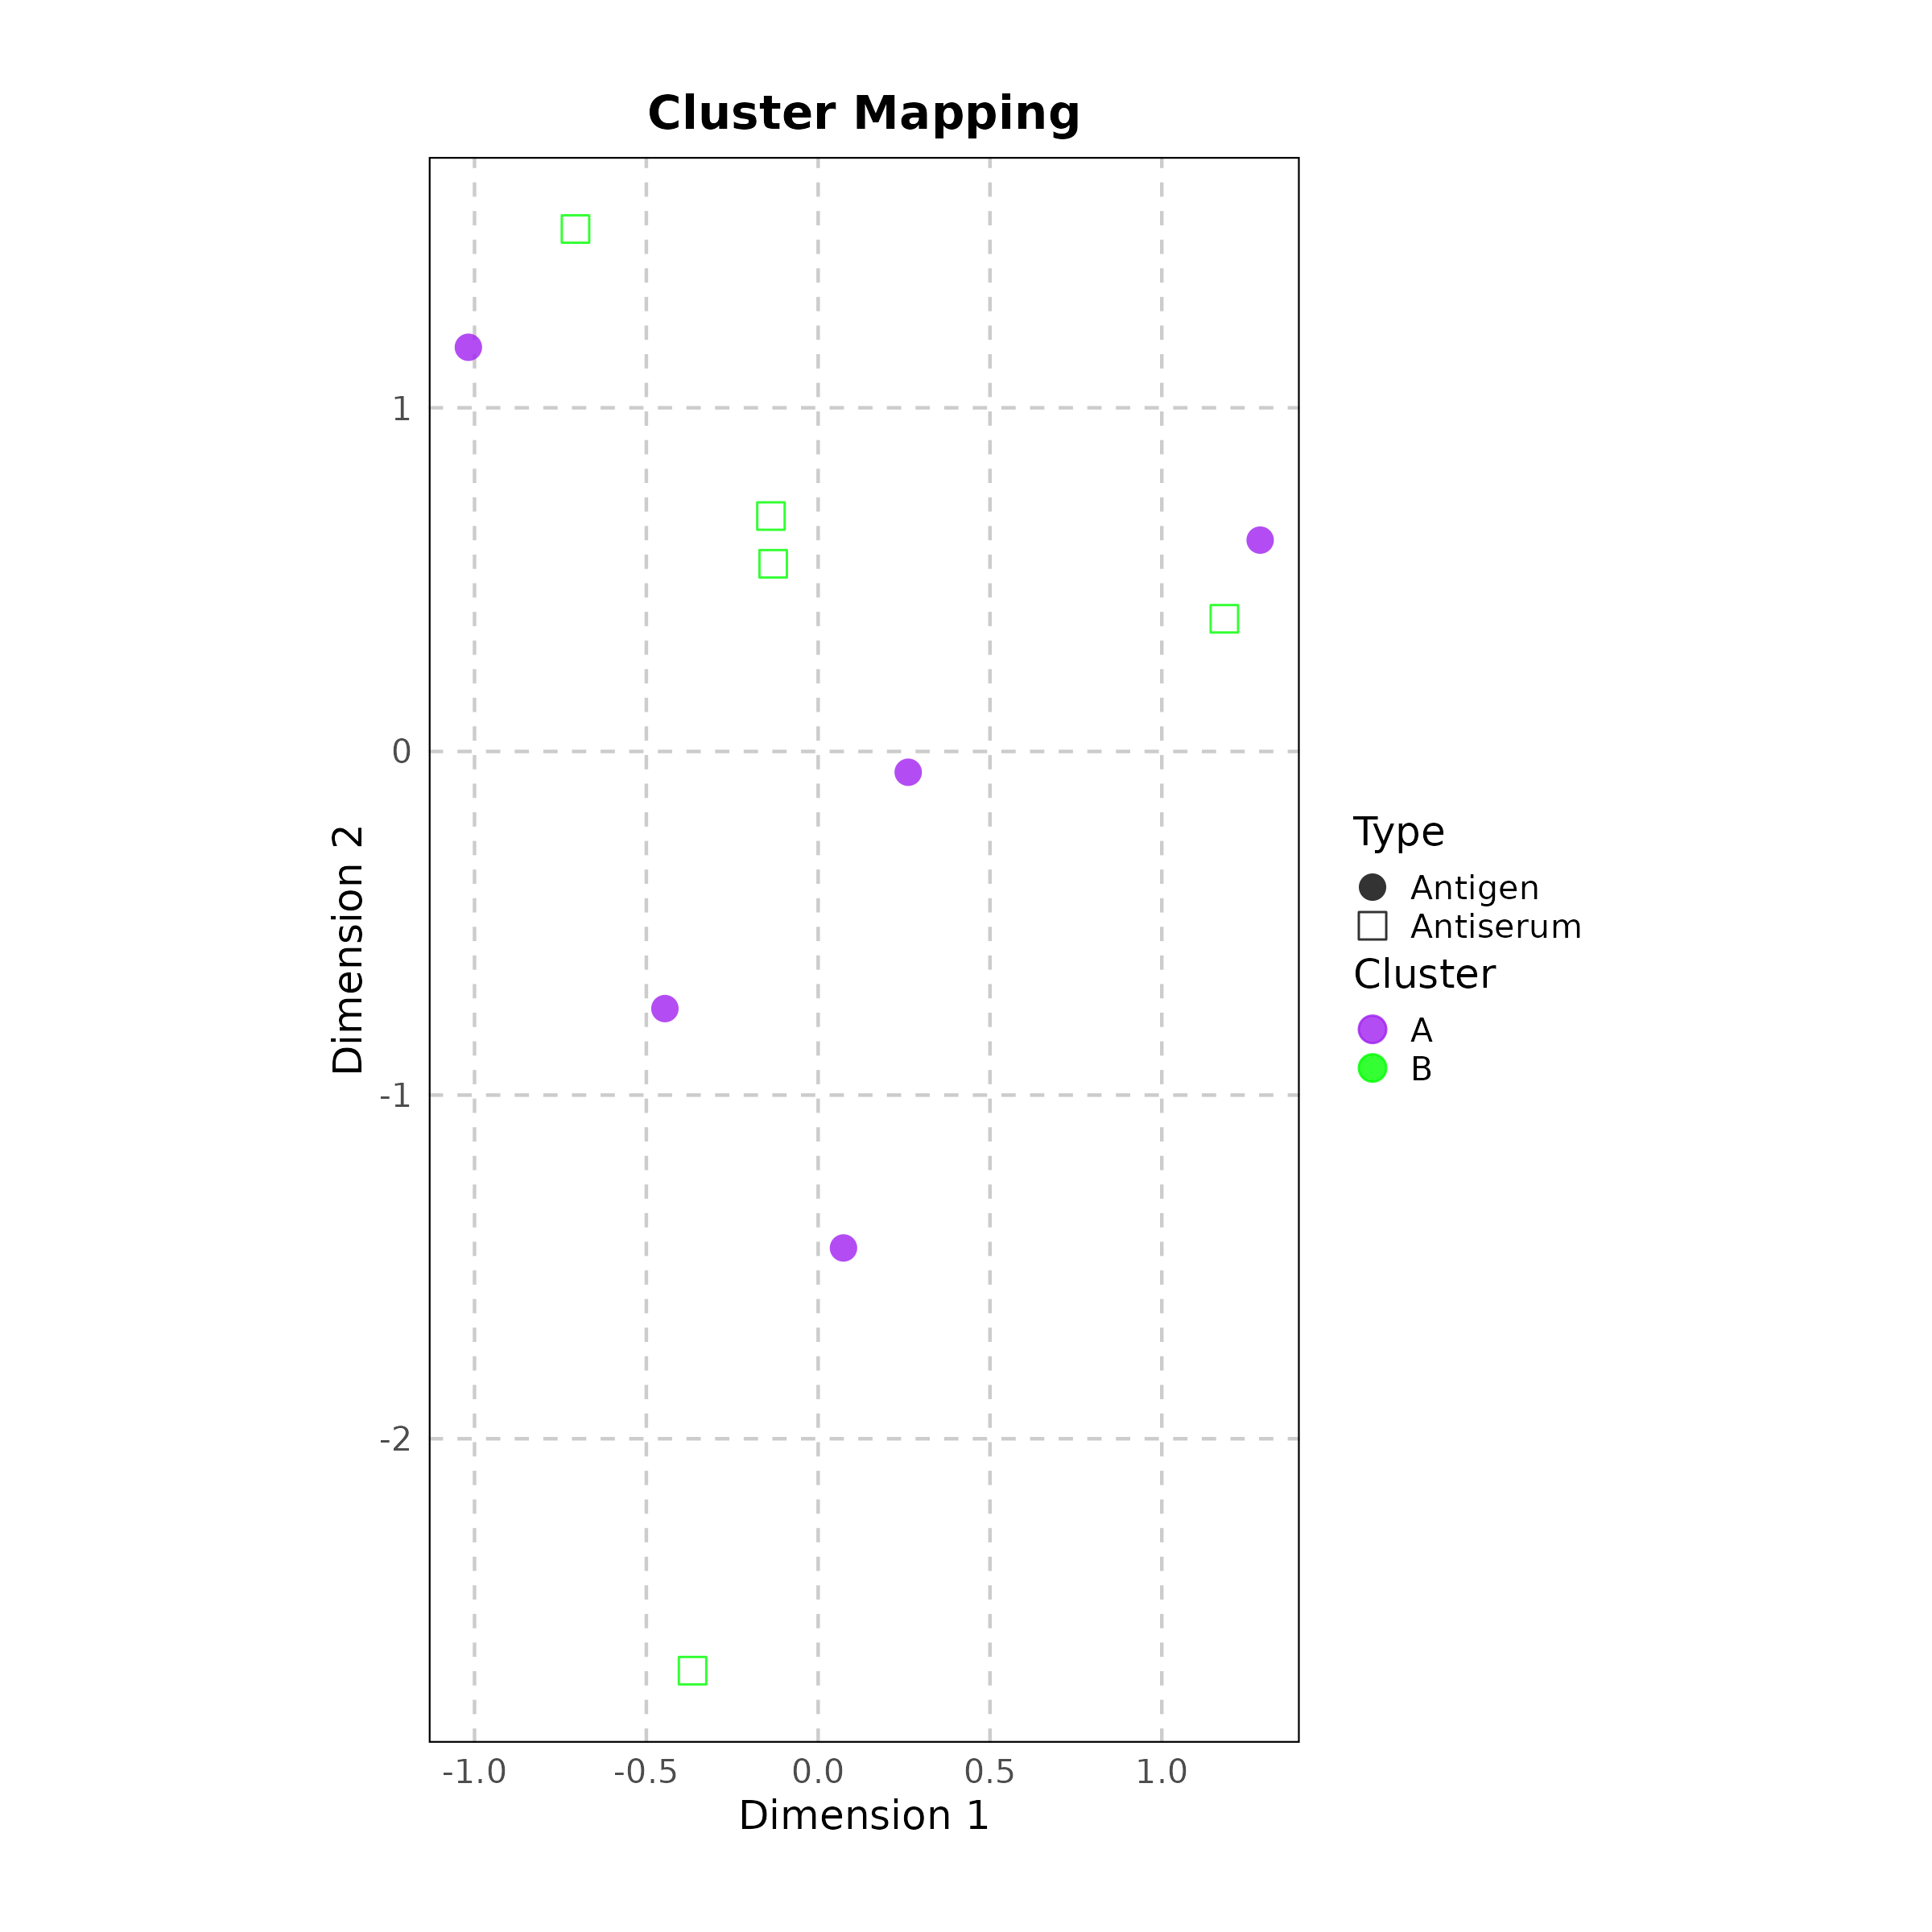 Cluster Mapping
1
0
-1
-2
Dimension 2
-1.0 -0.5 0.0 0.5 1.0
Dimension 1
Type
Antigen
Antiserum
Cluster
A
B